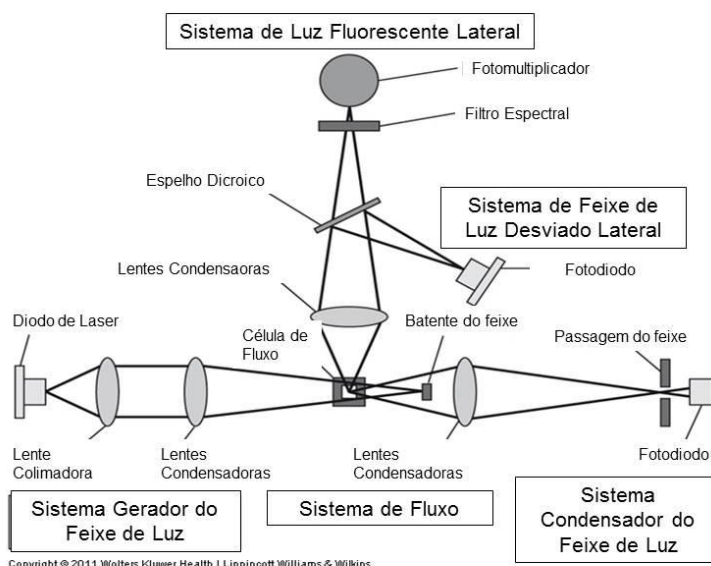 Sistema de Luz Fluorescente Lateral
Fotomultiplicador
Filtro Espectral
Espelho Dicroico
Sistema de Feixe de
Luz Desviado Lateral
Lentes Condensaoras
Fotodiodo
Diodo de Laser
Célula de
Fluxo
Batente do feixe
Passagem do feixe
Lente
Colimadora
Lentes
Condensadoras
Lentes
Condensadoras
Fotodiodo
Sistema Gerador do
Feixe de Luz
Sistema de Fluxo
Sistema
Condensador do
Feixe de Luz
Copyright © 2011 Wolters Kluwer Health | Lippincott Williams & Wilkins